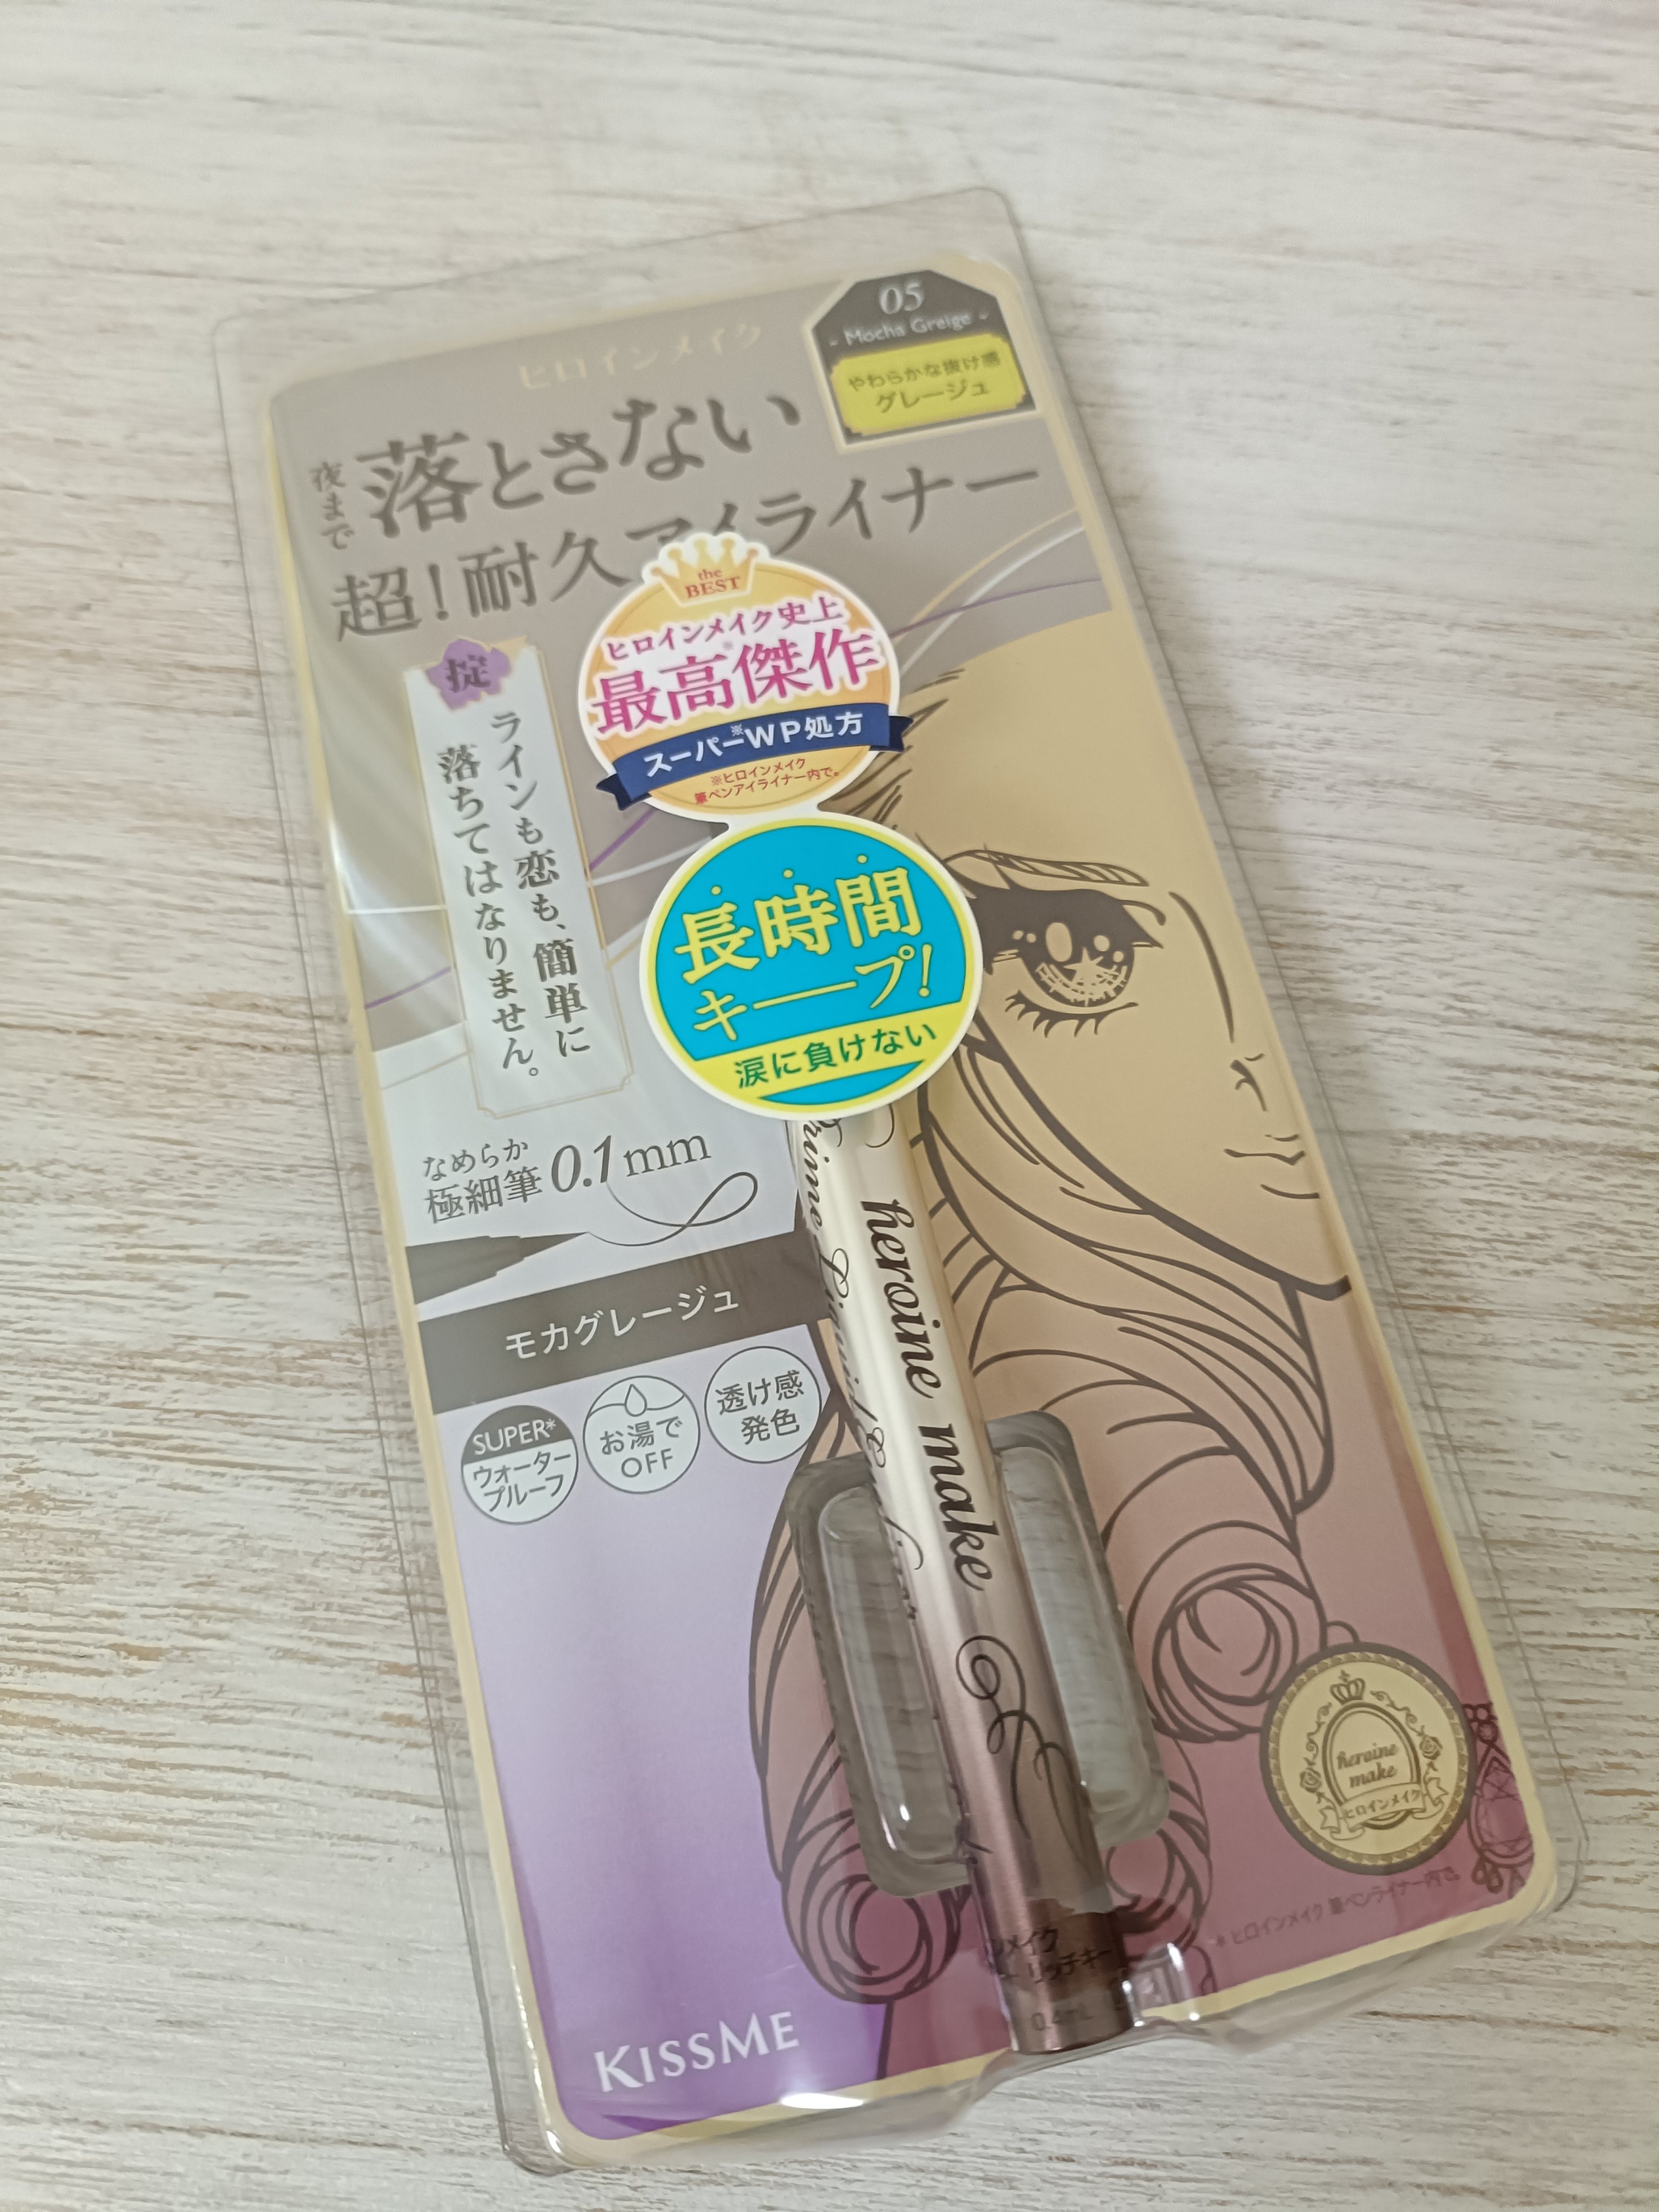 ヒロインメイク
05
- Mocha Greige -
やわらかな抜け感
グレージュ
夜まで
落とさない
超!耐久アイライナー
the
BEST
ヒロインメイク史上
最高傑作
※
スーパーWP処方
※ヒロインメイク
筆ペンアイライナー内で。
掟
ラインも恋も、簡単に
落ちてはなりません。
長時間
キープ!
涙に負けない
なめらか
極細筆 0.1mm
モカグレージュ
SUPER*
ウォーター
プルーフ
お湯で
OFF
透け感
発色
heroine make
heroine
make
ヒロインメイク
*ヒロインメイク 筆ペンライナー内で。
メイク
リッチキー
KISSME